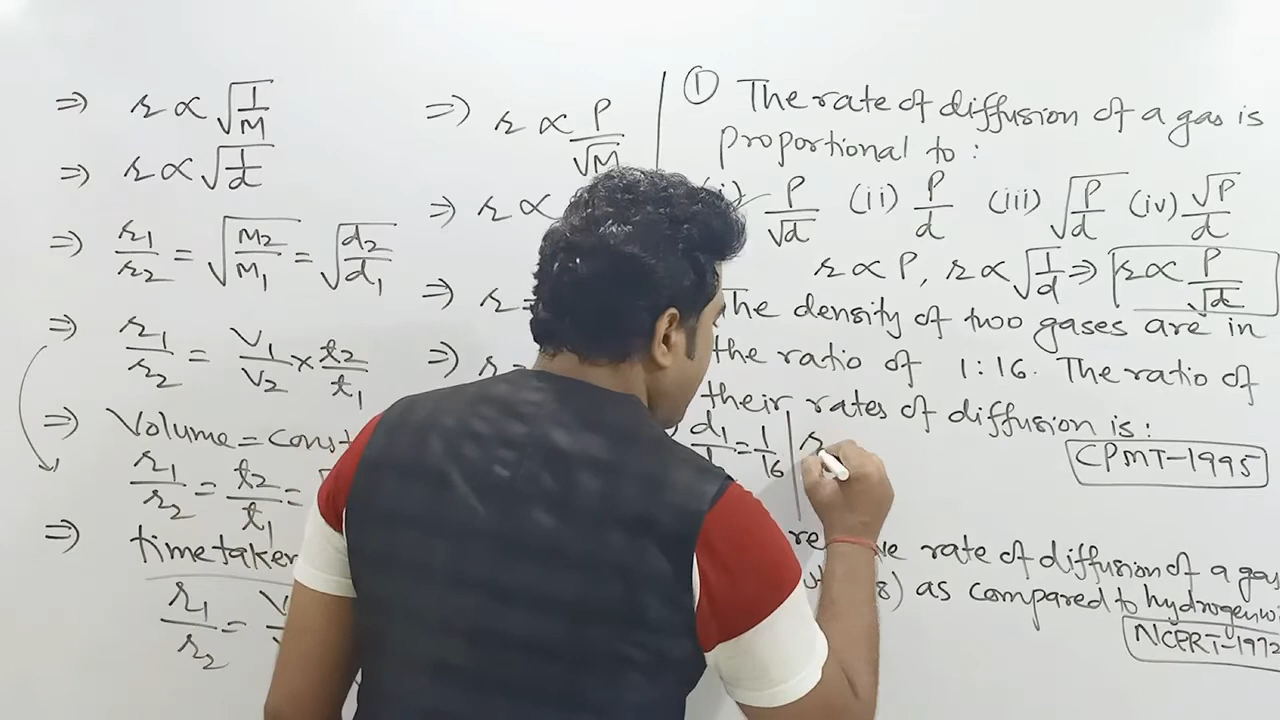 ⇒ r ∝ √(1/M)
⇒ r ∝ √(1/d)
⇒ r₁/r₂ = √(M₂/M₁) = √(d₂/d₁)
⇒ r₁/r₂ = V₁/V₂ × t₂/t₁
⇒ Volume = Const
r₁/r₂ = t₂/t₁ =
⇒ time taken
r₁/r₂ =
⇒ r ∝ P/√M
⇒ r ∝
⇒ r =
⇒ r =
① The rate of diffusion of a gas is
proportional to :
(i) P/√d (ii) P/d (iii) √(P/d) (iv) √P/d
r ∝ P, r ∝ √(1/d) ⇒ r ∝ P/√d
The density of two gases are in
the ratio of 1:16. The ratio of
their rates of diffusion is :
CPMT-1995
d₁ = 1/16 | r
rate of diffusion of a gas
as compared to hydrogen
NCERT-1972